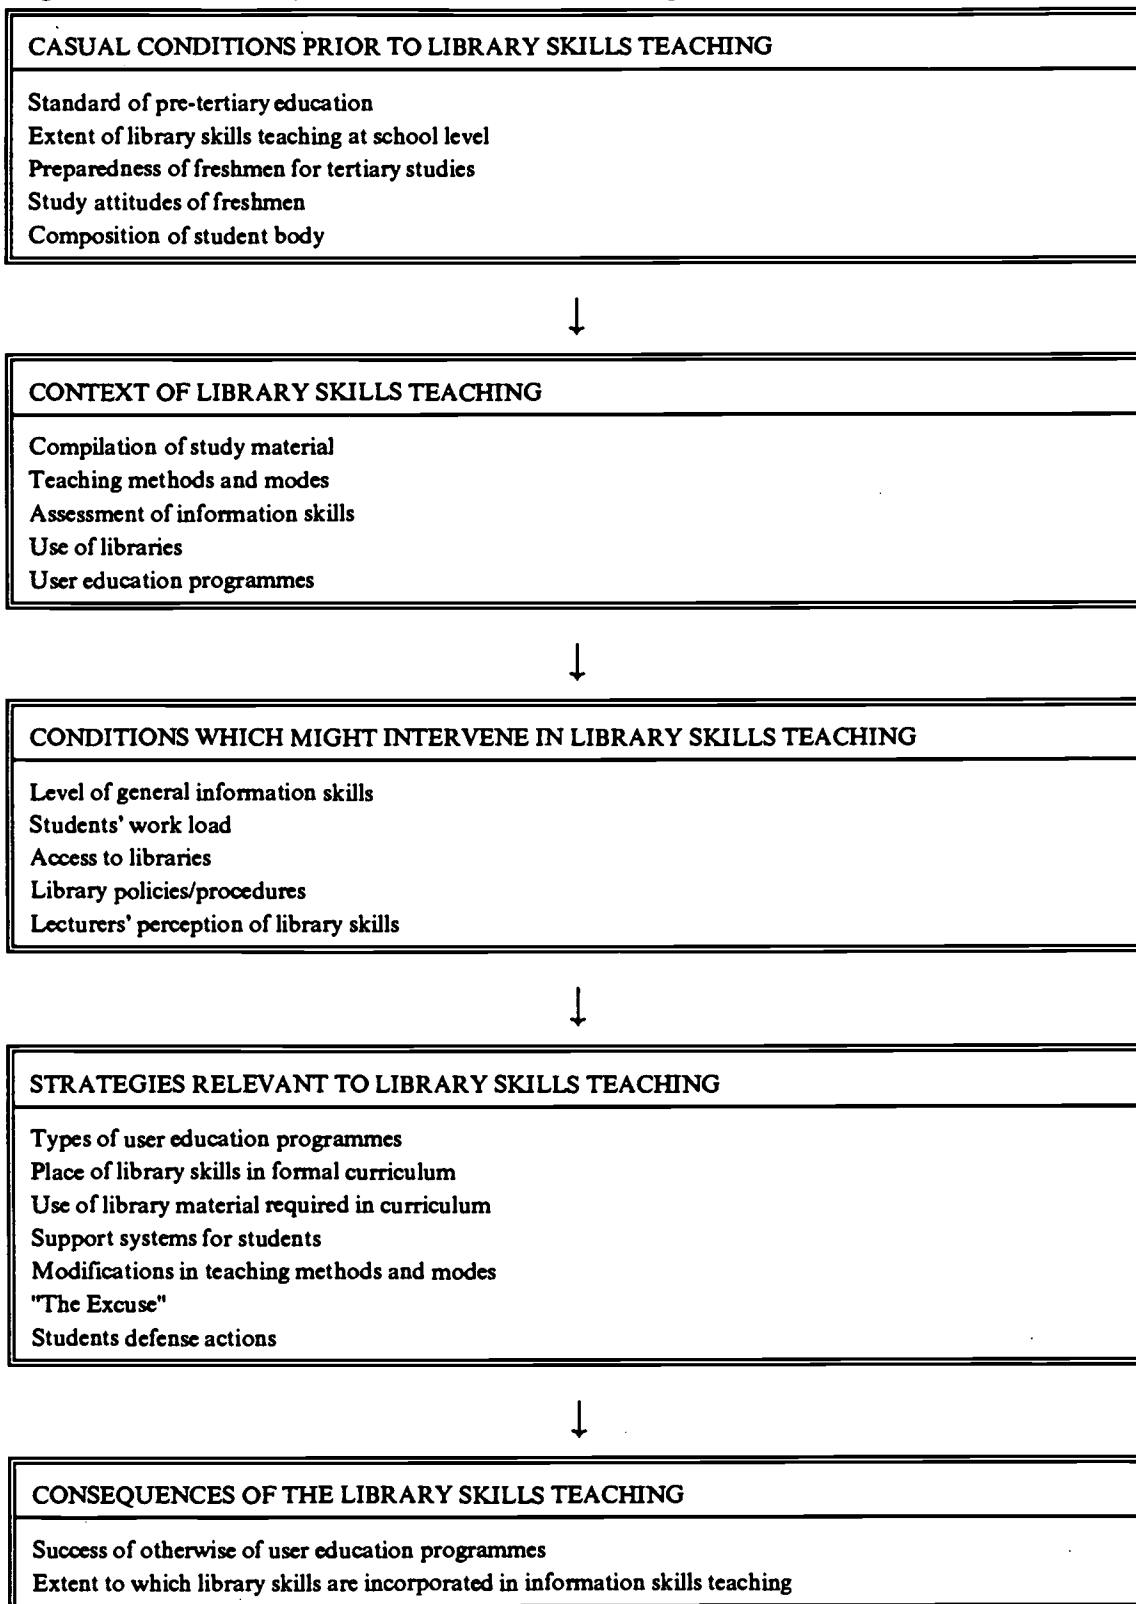 CASUAL CONDITIONS PRIOR TO LIBRARY SKILLS TEACHING
Standard of pre-tertiary education
Extent of library skills teaching at school level
Preparedness of freshmen for tertiary studies
Study attitudes of freshmen
Composition of student body
↓
CONTEXT OF LIBRARY SKILLS TEACHING
Compilation of study material
Teaching methods and modes
Assessment of information skills
Use of libraries
User education programmes
↓
CONDITIONS WHICH MIGHT INTERVENE IN LIBRARY SKILLS TEACHING
Level of general information skills
Students' work load
Access to libraries
Library policies/procedures
Lecturers' perception of library skills
↓
STRATEGIES RELEVANT TO LIBRARY SKILLS TEACHING
Types of user education programmes
Place of library skills in formal curriculum
Use of library material required in curriculum
Support systems for students
Modifications in teaching methods and modes
"The Excuse"
Students defense actions
↓
CONSEQUENCES OF THE LIBRARY SKILLS TEACHING
Success of otherwise of user education programmes
Extent to which library skills are incorporated in information skills teaching